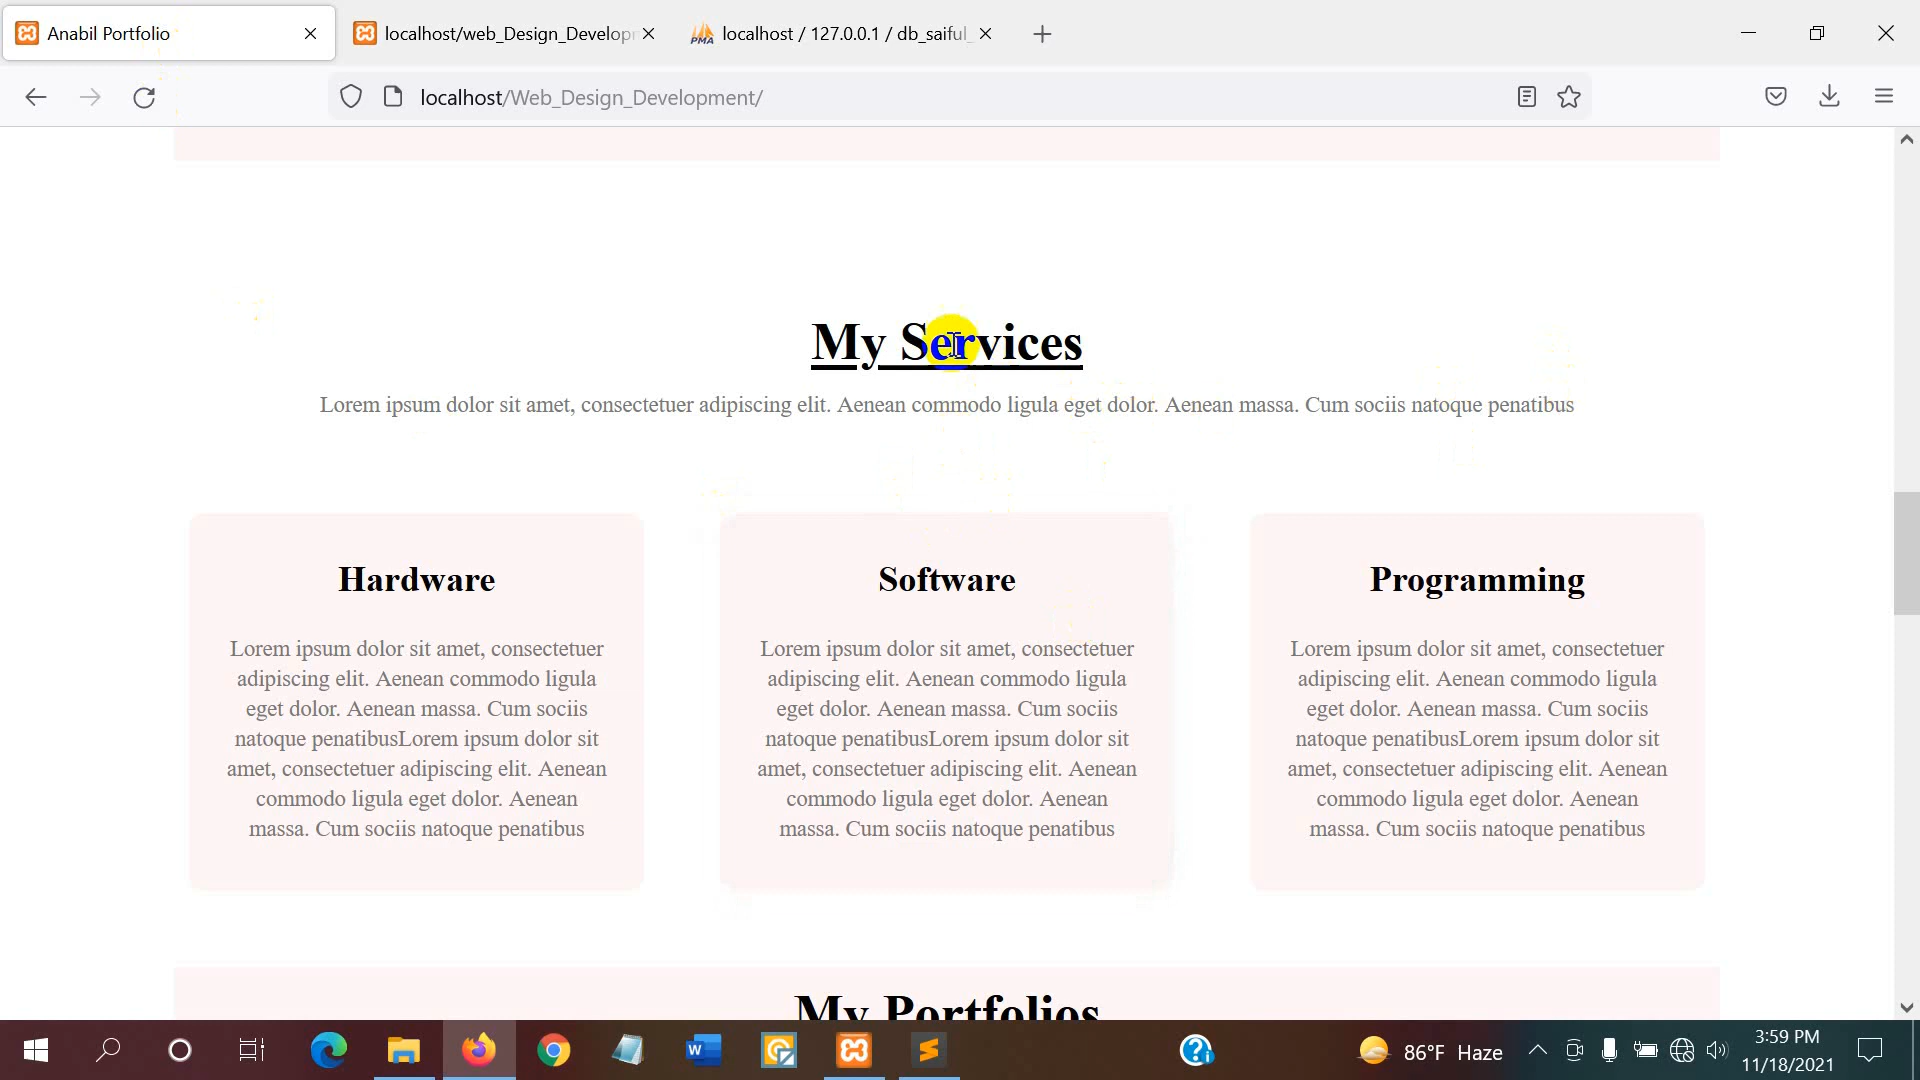 Anabil Portfolio
localhost/web_Design_Develop
localhost / 127.0.0.1 / db_saiful_
localhost/Web_Design_Development/
My Services
Lorem ipsum dolor sit amet, consectetuer adipiscing elit. Aenean commodo ligula eget dolor. Aenean massa. Cum sociis natoque penatibus
Hardware
Lorem ipsum dolor sit amet, consectetuer
adipiscing elit. Aenean commodo ligula
eget dolor. Aenean massa. Cum sociis
natoque penatibusLorem ipsum dolor sit
amet, consectetuer adipiscing elit. Aenean
commodo ligula eget dolor. Aenean
massa. Cum sociis natoque penatibus
Software
Lorem ipsum dolor sit amet, consectetuer
adipiscing elit. Aenean commodo ligula
eget dolor. Aenean massa. Cum sociis
natoque penatibusLorem ipsum dolor sit
amet, consectetuer adipiscing elit. Aenean
commodo ligula eget dolor. Aenean
massa. Cum sociis natoque penatibus
Programming
Lorem ipsum dolor sit amet, consectetuer
adipiscing elit. Aenean commodo ligula
eget dolor. Aenean massa. Cum sociis
natoque penatibusLorem ipsum dolor sit
amet, consectetuer adipiscing elit. Aenean
commodo ligula eget dolor. Aenean
massa. Cum sociis natoque penatibus
My Portfolios
86°F Haze
3:59 PM
11/18/2021